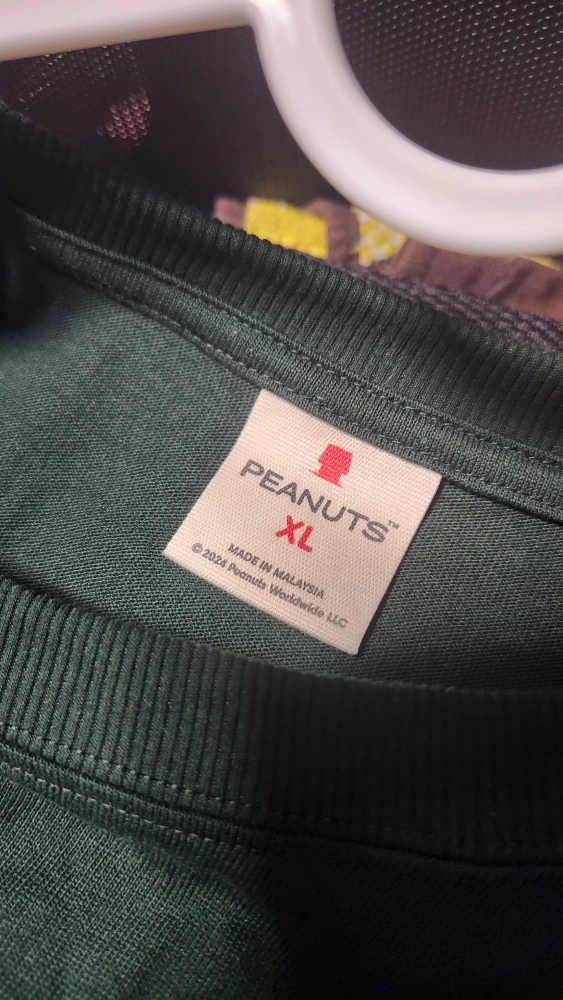 PEANUTS™
XL
MADE IN MALAYSIA
© 2024 Peanuts Worldwide LLC